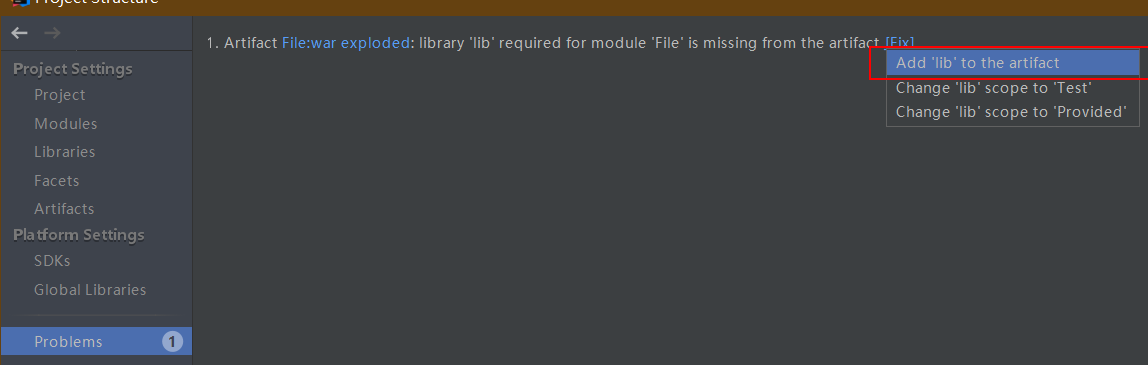 Project Structure
Project Settings
Project
Modules
Libraries
Facets
Artifacts
Platform Settings
SDKs
Global Libraries
Problems 1
1. Artifact File:war exploded: library 'lib' required for module 'File' is missing from the artifact [Fix]
Add 'lib' to the artifact
Change 'lib' scope to 'Test'
Change 'lib' scope to 'Provided'